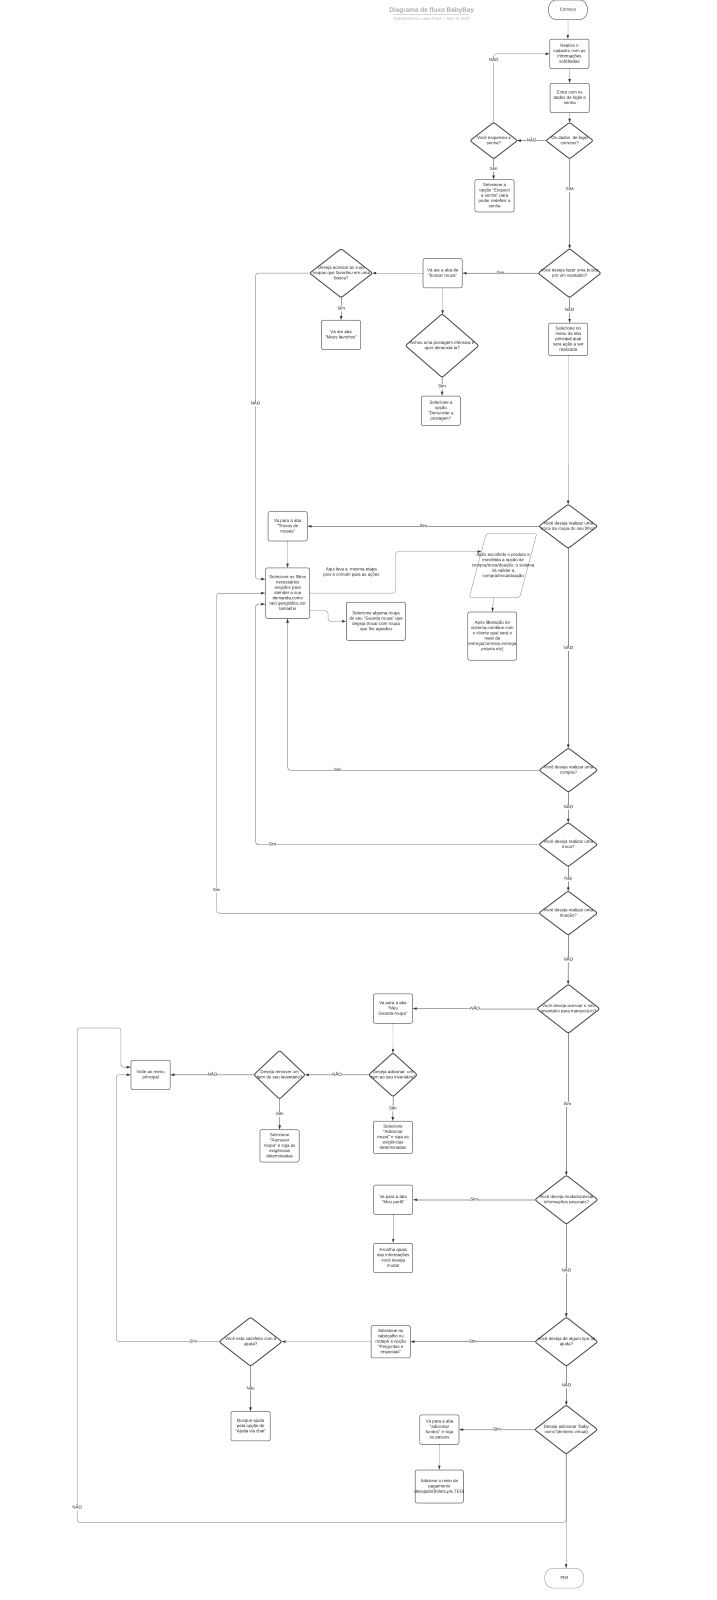 Diagrama de fluxo BabyBay
Começo
Realize o
cadastro com as
informações
solicitadas
NÃO
Entre com os
dados de login e
senha
Você esqueceu a
senha?
NÃO
Os dados de login
corretos?
Sim
Sim
Selecione a
opção "Esqueci
a senha" para
poder redefinir a
senha.
Deseja acessar as suas
roupas que favoritou em uma
busca?
Vá ate a aba de
"buscar roupa"
Sim
Você deseja fazer uma busca
por um vestuário?
Sim
NÃO
Vá ate aba
"Meus favoritos"
Achou uma postagem ofensiva e
quer denunciá-la?
Selecione no
menu da tela
principal qual
sera ação a ser
realizada
Sim
Selecione a
opção
"Denunciar a
postagem"
NÃO
Vá para a aba
"Trocas de
roupas"
Sim
Você deseja realizar uma
troca da roupa do seu filho?
Após escolhido o produto e
escolhida a opção de
compra/troca/doação, o sistema
irá validar a
compra/troca/doação
Aqui leva a mesma etapa
pois é comum para as ações
Selecione os filtros
necessários
exigidos para
atender a sua
demanda,como
raio geográfico,cor
tamanho
Selecione alguma roupa
do seu "Guarda roupa" que
deseja trocar com roupa
que lhe agradou
Após liberação do
sistema,combine com
o cliente qual será o
meio de
entrega(correios,entrega
própria etc)
NÃO
Sim
Você deseja realizar uma
compra?
NÃO
Sim
Você deseja realizar uma
troca?
Não
Sim
Você deseja realizar uma
doação?
NÃO
Va para a aba
"Meu
Guarda-roupa"
NÃO
Você deseja acessar o seu
inventário para manipulá-lo?
Volte ao menu
principal
NÃO
Deseja remover um
item do seu inventário?
NÃO
Deseja adicionar um
item ao seu inventário?
Sim
Sim
Sim
Selecione
"Remover
roupa" e siga as
exigências
determinadas
Selecione
"Adicionar
roupa" e siga as
exigências
determinadas
Va para a aba
"Meu perfil"
Sim
Você deseja mudar/acessar
informações pessoais?
Escolha quais
das informações
você deseja
mudar
NÃO
Sim
Você está satisfeito com a
ajuda?
Selecione no
cabeçalho ou
rodapé a opção
"Perguntas e
respostas"
Sim
Você deseja de algum tipo de
ajuda?
Não
NÃO
Busque ajuda
pela opção de
"Ajuda via chat"
Vá para a aba
"adicionar
fundos" e siga
os passos
Sim
Deseja adicionar "baby
coins"(dinheiro virtual)
Adicione o meio de
pagamento
desejado(Boleto,pix,TED)
NÃO
FIM